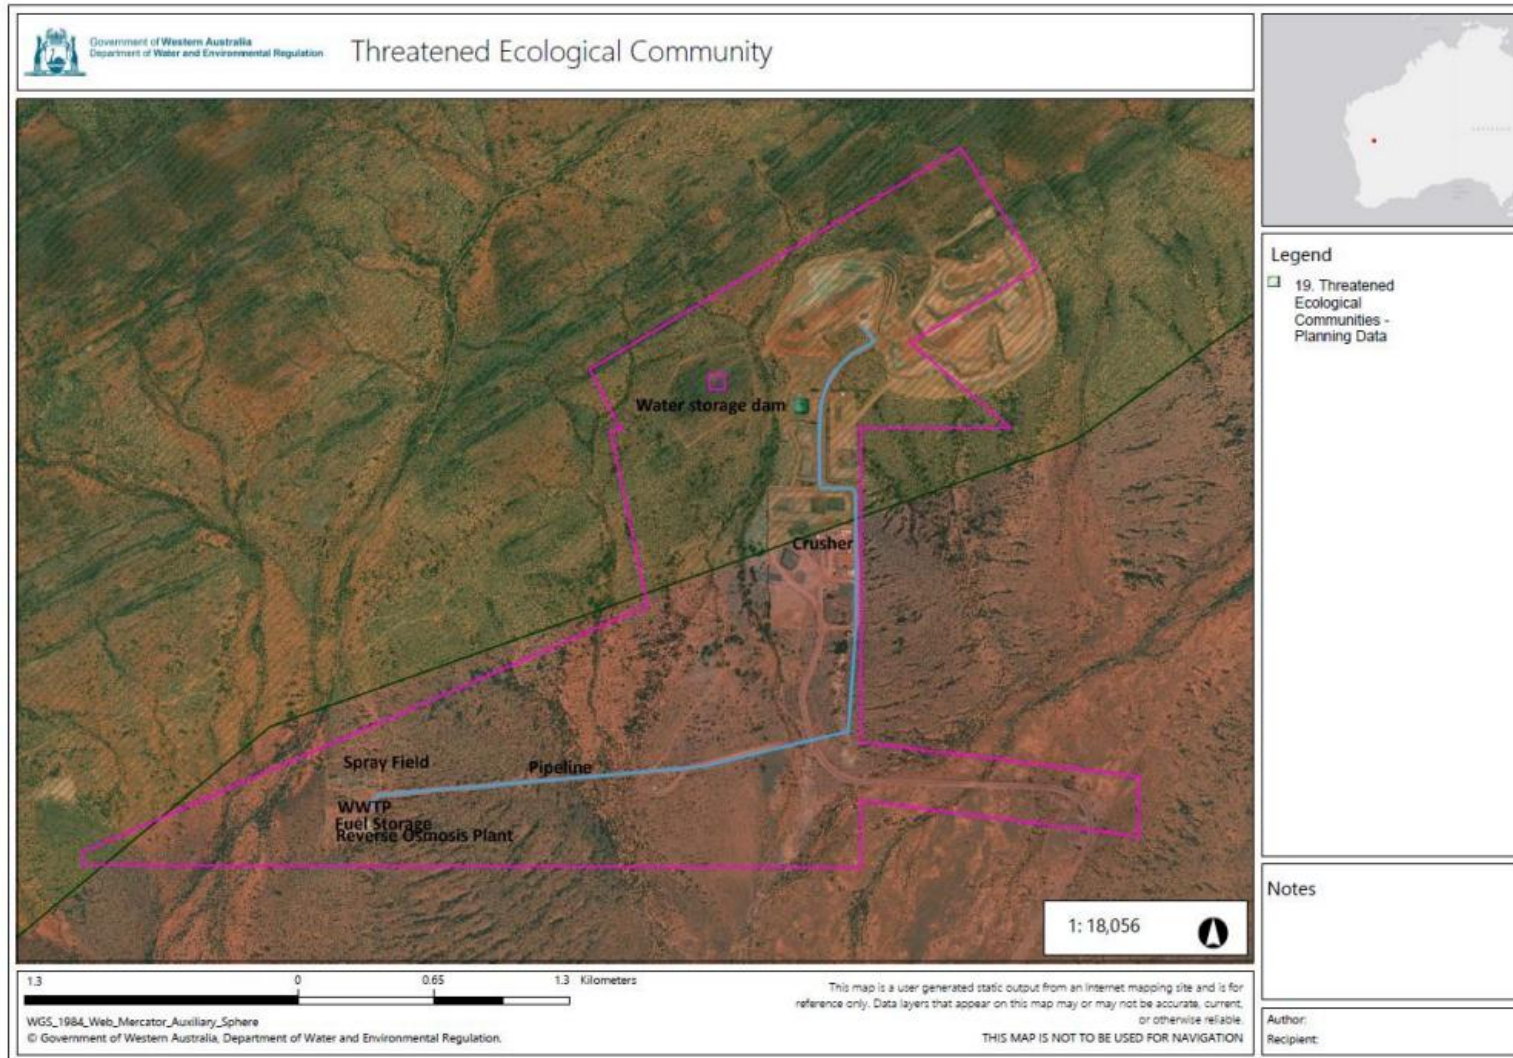 Government of Western Australia
Department of Water and Environmental Regulation
Threatened Ecological Community
Legend
19. Threatened
Ecological
Communities -
Planning Data
Water storage dam
Crusher
Spray Field
Pipeline
WWTP
Fuel Storage
Reverse Osmosis Plant
1: 18,056
Notes
1.3 0 0.65 1.3 Kilometers
WGS_1984_Web_Mercator_Auxiliary_Sphere
© Government of Western Australia, Department of Water and Environmental Regulation.
This map is a user generated static output from an Internet mapping site and is for
reference only. Data layers that appear on this map may or may not be accurate, current,
or otherwise reliable.
THIS MAP IS NOT TO BE USED FOR NAVIGATION
Author:
Recipient: